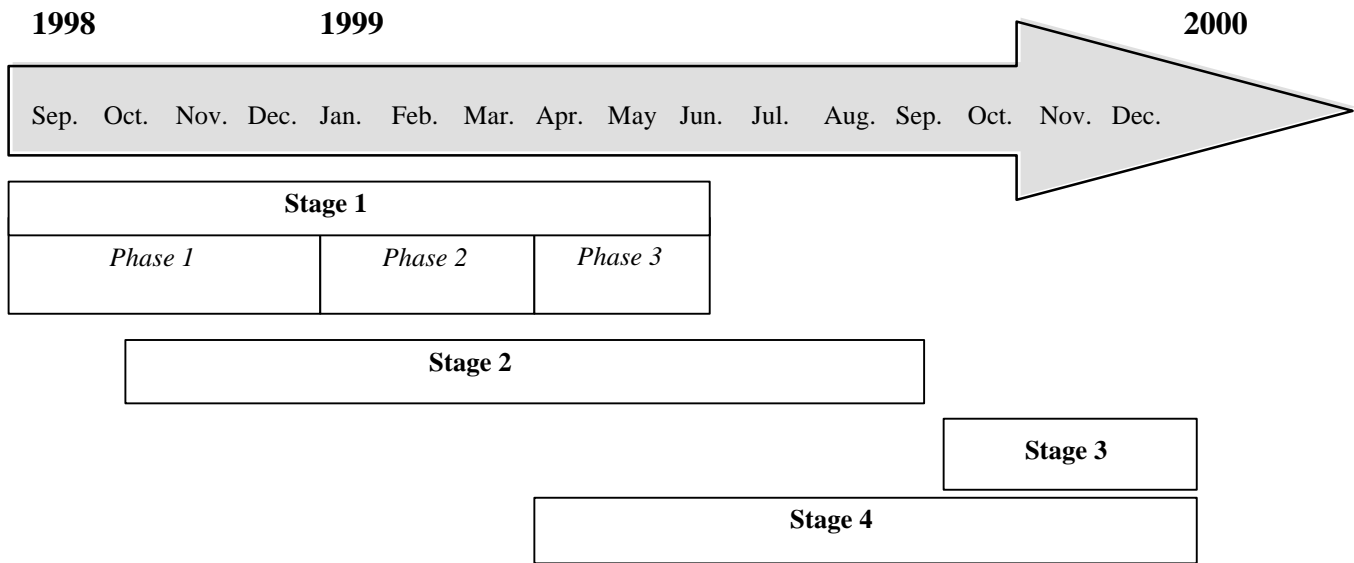 1998 1999 2000
Sep. Oct. Nov. Dec. Jan. Feb. Mar. Apr. May Jun. Jul. Aug. Sep. Oct. Nov. Dec.
Stage 1
Phase 1 Phase 2 Phase 3
Stage 2
Stage 3
Stage 4